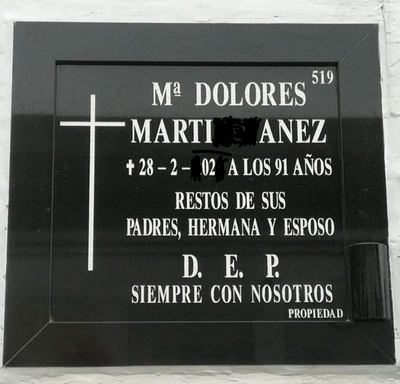 519
Mª DOLORES
✝ 28 – 2 – A LOS 91 AÑOS
RESTOS DE SUS
PADRES, HERMANA Y ESPOSO
D. E. P.
SIEMPRE CON NOSOTROS
PROPIEDAD